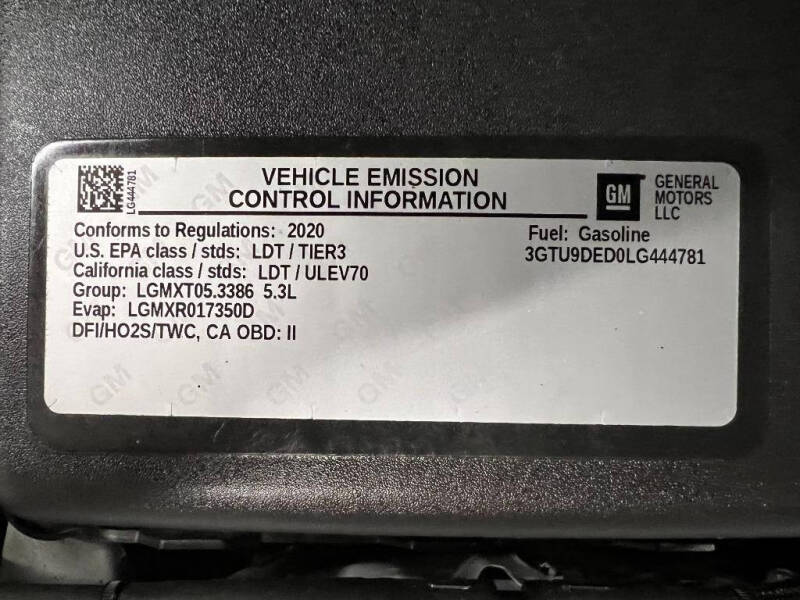 LG444781
VEHICLE EMISSION
CONTROL INFORMATION
GM
GENERAL
MOTORS
LLC
Conforms to Regulations: 2020
Fuel: Gasoline
U.S. EPA class / stds: LDT / TIER3
3GTU9DED0LG444781
California class / stds: LDT / ULEV70
Group: LGMXT05.3386 5.3L
Evap: LGMXR017350D
DFI/HO2S/TWC, CA OBD: II